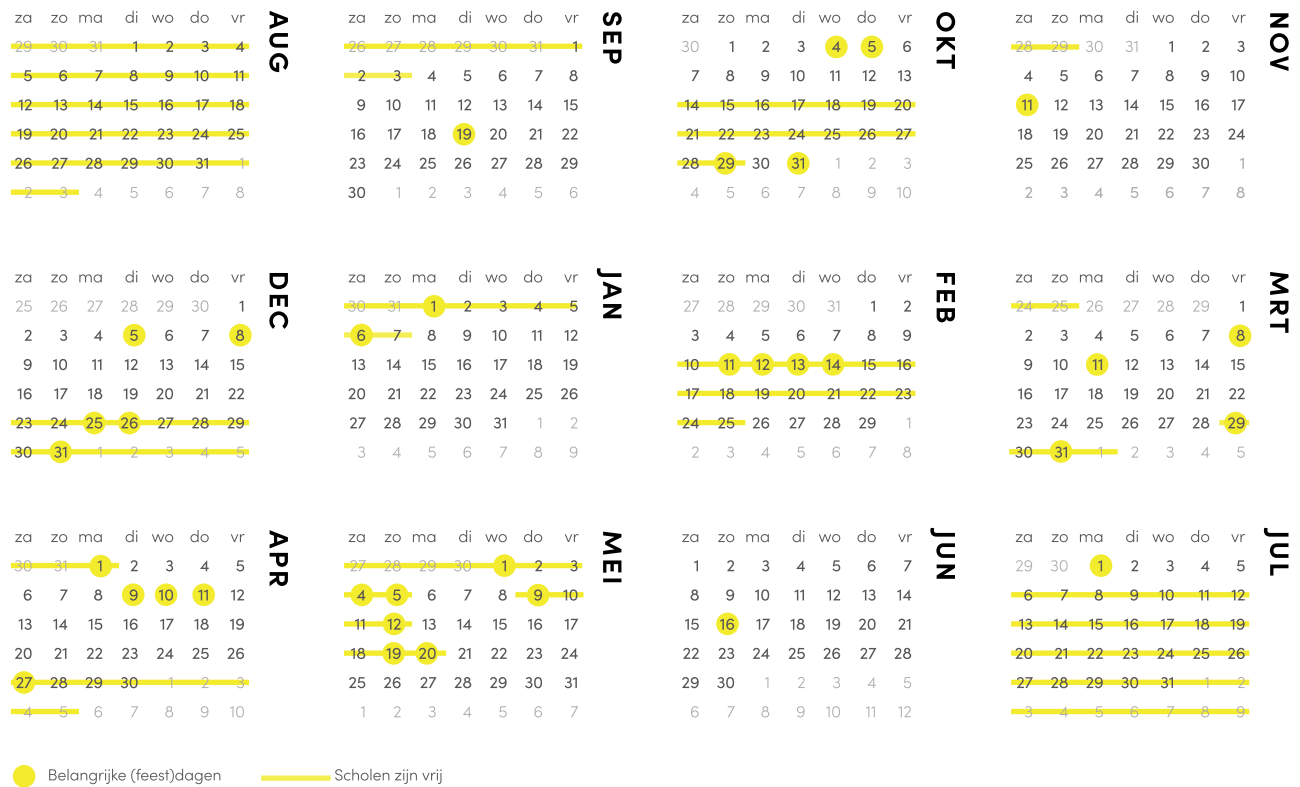 za zo ma di wo do vr AUG
29 30 31 1 2 3 4
5 6 7 8 9 10 11
12 13 14 15 16 17 18
19 20 21 22 23 24 25
26 27 28 29 30 31 1
2 3 4 5 6 7 8
za zo ma di wo do vr SEP
26 27 28 29 30 31 1
2 3 4 5 6 7 8
9 10 11 12 13 14 15
16 17 18 19 20 21 22
23 24 25 26 27 28 29
30 1 2 3 4 5 6
za zo ma di wo do vr OKT
30 1 2 3 4 5 6
7 8 9 10 11 12 13
14 15 16 17 18 19 20
21 22 23 24 25 26 27
28 29 30 31 1 2 3
4 5 6 7 8 9 10
za zo ma di wo do vr NOV
28 29 30 31 1 2 3
4 5 6 7 8 9 10
11 12 13 14 15 16 17
18 19 20 21 22 23 24
25 26 27 28 29 30 1
2 3 4 5 6 7 8
za zo ma di wo do vr DEC
25 26 27 28 29 30 1
2 3 4 5 6 7 8
9 10 11 12 13 14 15
16 17 18 19 20 21 22
23 24 25 26 27 28 29
30 31 1 2 3 4 5
za zo ma di wo do vr JAN
30 31 1 2 3 4 5
6 7 8 9 10 11 12
13 14 15 16 17 18 19
20 21 22 23 24 25 26
27 28 29 30 31 1 2
3 4 5 6 7 8 9
za zo ma di wo do vr FEB
27 28 29 30 31 1 2
3 4 5 6 7 8 9
10 11 12 13 14 15 16
17 18 19 20 21 22 23
24 25 26 27 28 29 1
2 3 4 5 6 7 8
za zo ma di wo do vr MRT
24 25 26 27 28 29 1
2 3 4 5 6 7 8
9 10 11 12 13 14 15
16 17 18 19 20 21 22
23 24 25 26 27 28 29
30 31 1 2 3 4 5
za zo ma di wo do vr APR
30 31 1 2 3 4 5
6 7 8 9 10 11 12
13 14 15 16 17 18 19
20 21 22 23 24 25 26
27 28 29 30 1 2 3
4 5 6 7 8 9 10
za zo ma di wo do vr MEI
27 28 29 30 1 2 3
4 5 6 7 8 9 10
11 12 13 14 15 16 17
18 19 20 21 22 23 24
25 26 27 28 29 30 31
1 2 3 4 5 6 7
za zo ma di wo do vr JUN
1 2 3 4 5 6 7
8 9 10 11 12 13 14
15 16 17 18 19 20 21
22 23 24 25 26 27 28
29 30 1 2 3 4 5
6 7 8 9 10 11 12
za zo ma di wo do vr JUL
29 30 1 2 3 4 5
6 7 8 9 10 11 12
13 14 15 16 17 18 19
20 21 22 23 24 25 26
27 28 29 30 31 1 2
3 4 5 6 7 8 9
Belangrijke (feest)dagen
Scholen zijn vrij